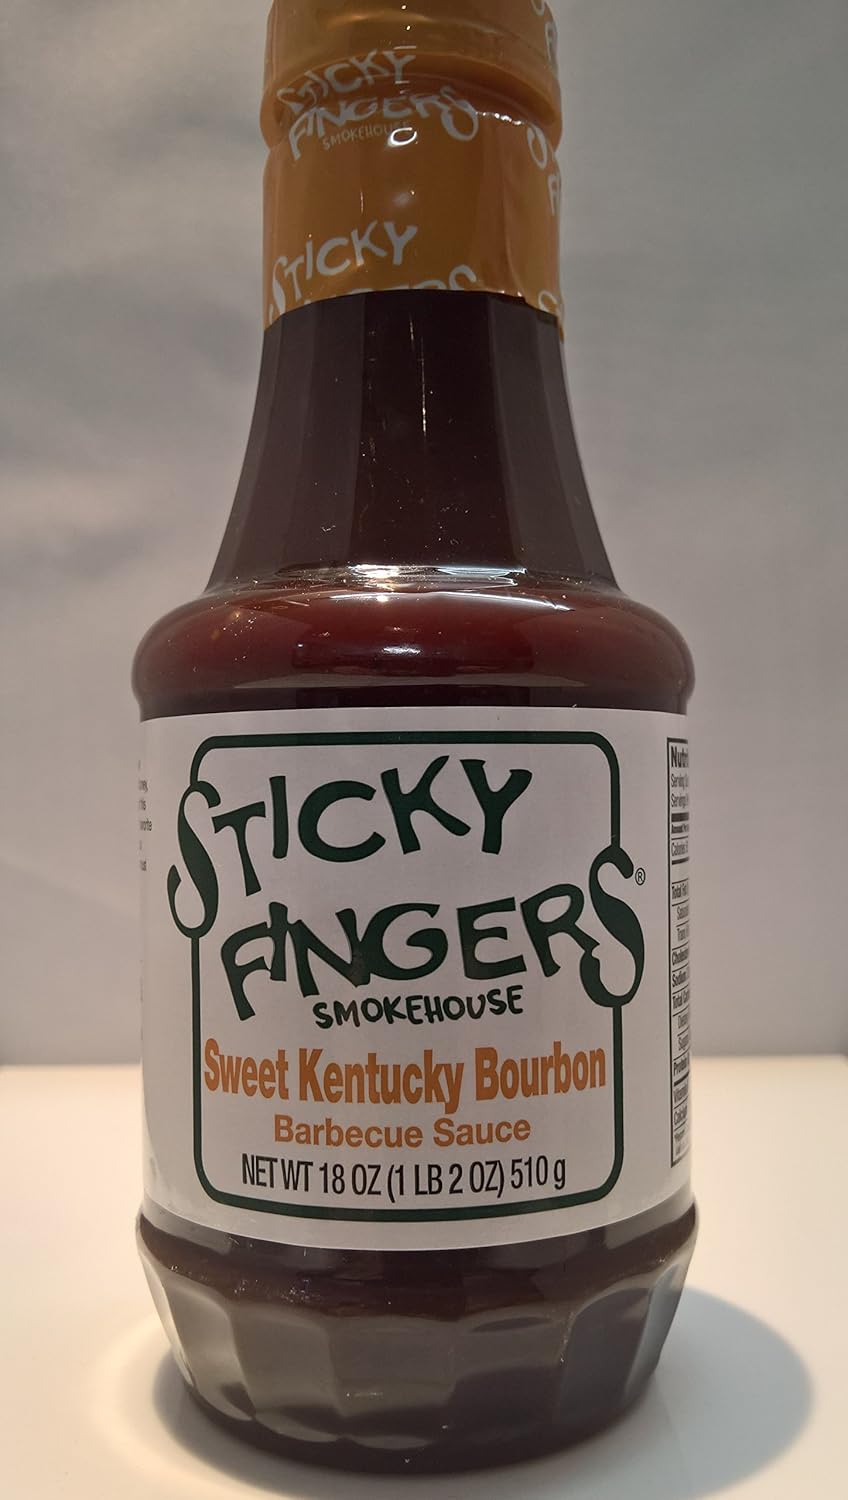 STICKY
FINGERS
SMOKEHOUSE
STICKY
STICKY
FINGERS®
SMOKEHOUSE
Sweet Kentucky Bourbon
Barbecue Sauce
NET WT 18 OZ (1 LB 2 OZ) 510 g